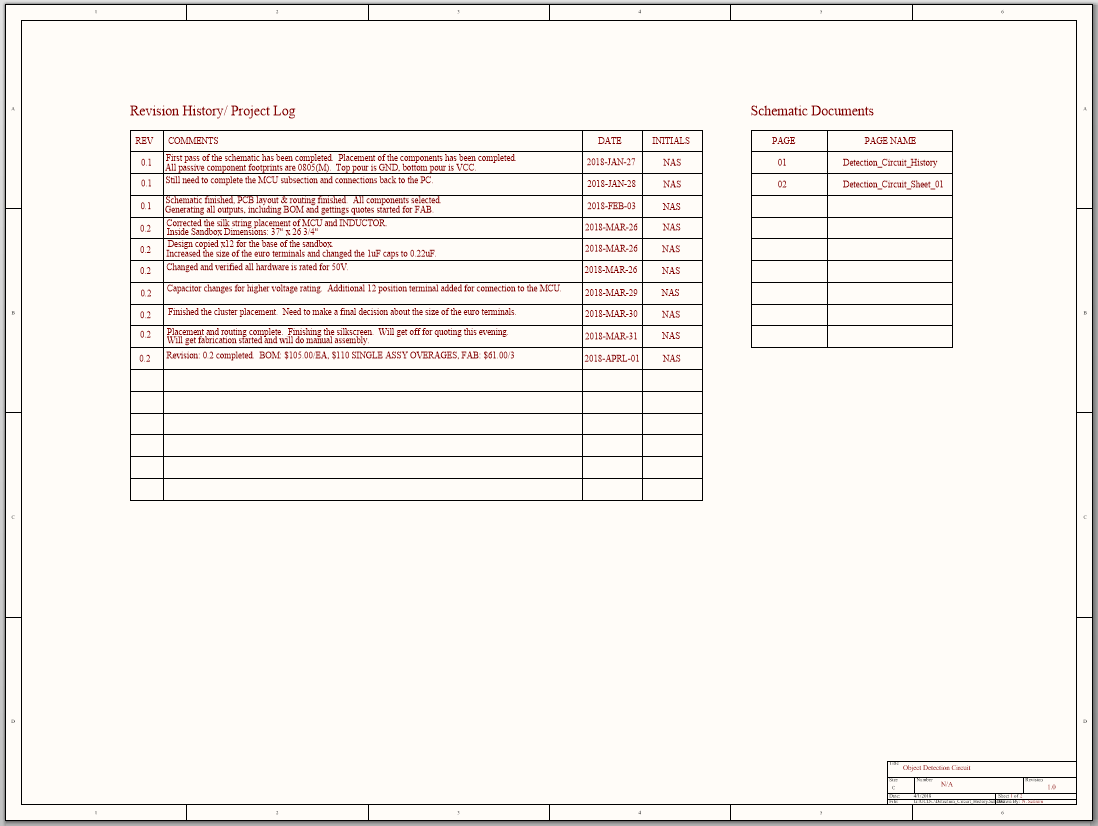 1 2 3 4 5 6
Revision History/ Project Log
REV COMMENTS DATE INITIALS
0.1 First pass of the schematic has been completed. Placement of the components has been completed. 2018-JAN-27 NAS
All passive component footprints are 0805(M). Top pour is GND, bottom pour is VCC.
0.1 Still need to complete the MCU subsection and connections back to the PC. 2018-JAN-28 NAS
0.1 Schematic finished, PCB layout & routing finished. All components selected. 2018-FEB-03 NAS
Generating all outputs, including BOM and gettings quotes started for FAB.
0.2 Corrected the silk string placement of MCU and INDUCTOR. 2018-MAR-26 NAS
Inside Sandbox Dimensions: 37" x 26 3/4"
0.2 Design copied x12 for the base of the sandbox. 2018-MAR-26 NAS
Increased the size of the euro terminals and changed the 1uF caps to 0.22uF.
0.2 Changed and verified all hardware is rated for 50V. 2018-MAR-26 NAS
0.2 Capacitor changes for higher voltage rating. Additional 12 position terminal added for connection to the MCU. 2018-MAR-29 NAS
0.2 Finished the cluster placement. Need to make a final decision about the size of the euro terminals. 2018-MAR-30 NAS
0.2 Placement and routing complete. Finishing the silkscreen. Will get off for quoting this evening. 2018-MAR-31 NAS
Will get fabrication started and will do manual assembly.
0.2 Revision: 0.2 completed. BOM: $105.00/EA, $110 SINGLE ASSY OVERAGES, FAB: $61.00/3 2018-APRL-01 NAS
Schematic Documents
PAGE PAGE NAME
01 Detection_Circuit_History
02 Detection_Circuit_Sheet_01
A A
B B
C C
D D
Title
Object Detection Circuit
Size Number Revision
C N/A 1.0
Date: 4/1/2018 Sheet 1 of 2
File:
1 2 3 4 5 6